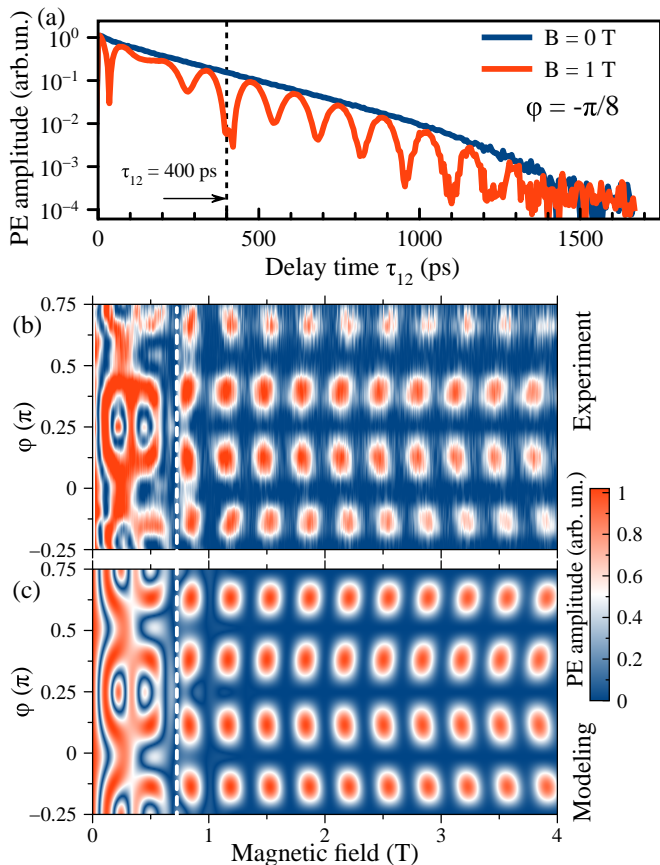 (a)
PE amplitude (arb.un.)
10⁰
10⁻¹
10⁻²
10⁻³
10⁻⁴
B = 0 T
B = 1 T
φ = -π/8
τ₁₂ = 400 ps
0 500 1000 1500
Delay time τ₁₂ (ps)
(b)
φ (π)
0.75
0.5
0.25
0
−0.25
Experiment
(c)
φ (π)
0.75
0.5
0.25
0
−0.25
Modeling
PE amplitude (arb. un.)
1
0.8
0.6
0.4
0.2
0
0 1 2 3 4
Magnetic field (T)